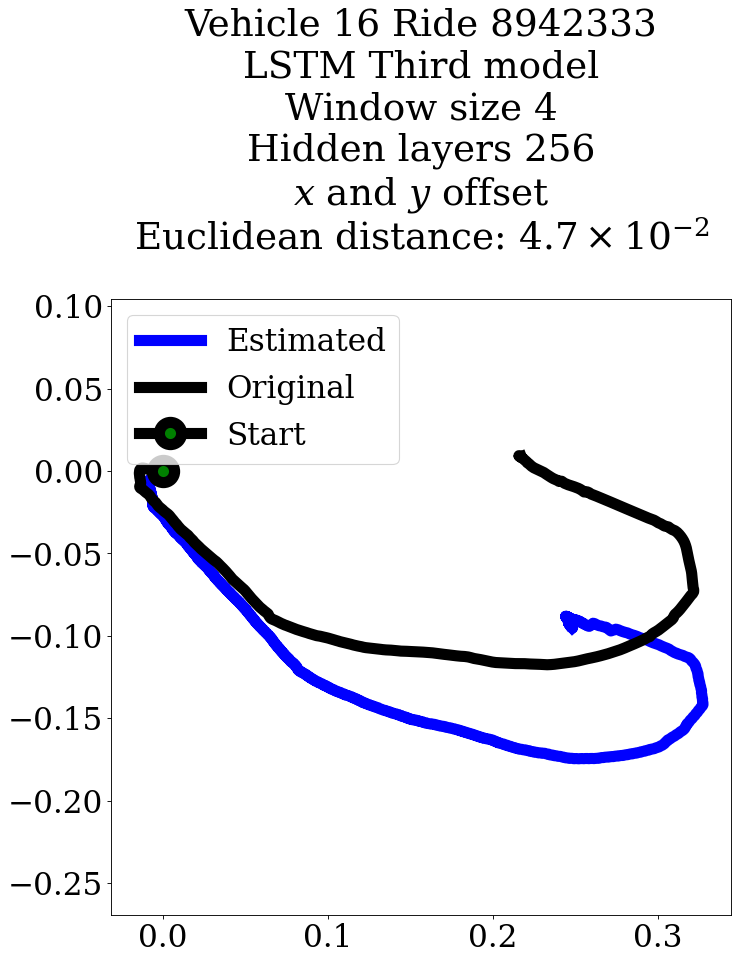 Vehicle 16 Ride 8942333
LSTM Third model
Window size 4
Hidden layers 256
x and y offset
Euclidean distance: 4.7 × 10⁻²
Estimated
Original
Start
0.10
0.05
0.00
−0.05
−0.10
−0.15
−0.20
−0.25
0.0 0.1 0.2 0.3